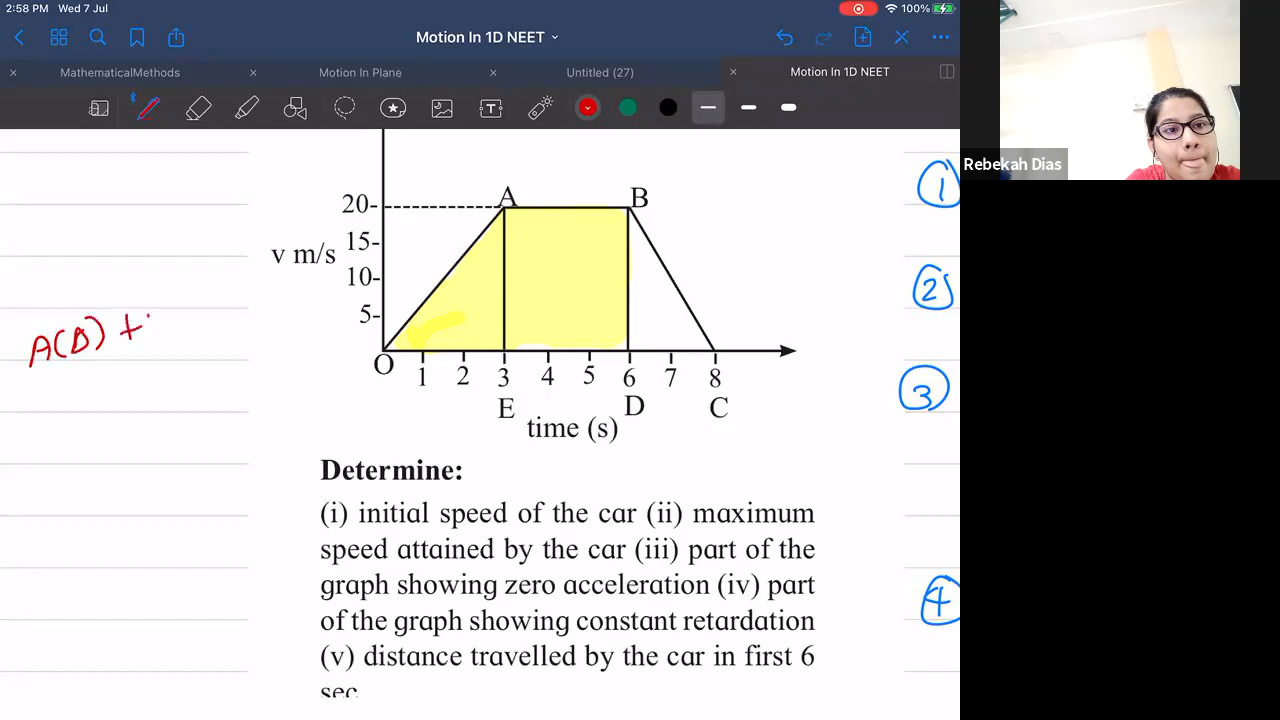 2:58 PM Wed 7 Jul
100%
Motion In 1D NEET
MathematicalMethods
Motion In Plane
Untitled (27)
Motion In 1D NEET
Rebekah Dias
A B
20-
15-
v m/s
10-
5-
O
1 2 3 4 5 6 7 8
E D C
time (s)
A(Δ) +
1
2
3
4
Determine:
(i) initial speed of the car (ii) maximum
speed attained by the car (iii) part of the
graph showing zero acceleration (iv) part
of the graph showing constant retardation
(v) distance travelled by the car in first 6
sec